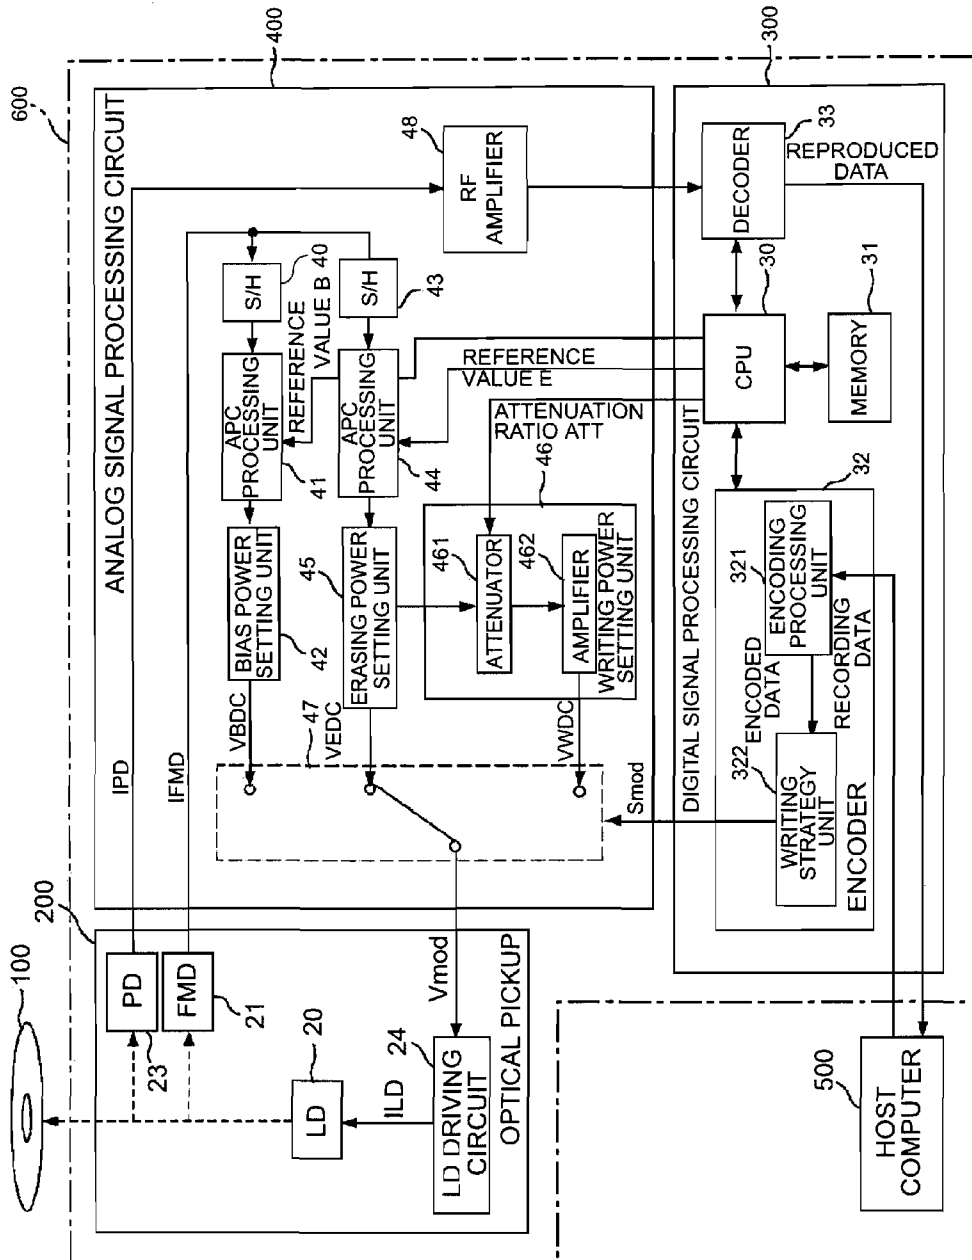 600
400
300
ANALOG SIGNAL PROCESSING CIRCUIT
48
RF
AMPLIFIER
33
DECODER
REPRODUCED
DATA
S/H
40
S/H
43
REFERENCE
VALUE B
APC
PROCESSING
UNIT
41
APC
PROCESSING
UNIT
44
REFERENCE
VALUE E
ATTENUATION
RATIO ATT
30
CPU
31
MEMORY
BIAS POWER
SETTING UNIT
42
45
ERASING POWER
SETTING UNIT
46
461
ATTENUATOR
462
AMPLIFIER
WRITING POWER
SETTING UNIT
DIGITAL SIGNAL PROCESSING CIRCUIT
32
321
ENCODING
PROCESSING
UNIT
ENCODED
DATA
RECORDING
DATA
322
WRITING
STRATEGY
UNIT
ENCODER
IPD
IFMD
VBDC
VEDC
47
VWDC
Smod
200
100
PD
23
FMD
21
Vmod
20
LD
ILD
24
LD DRIVING
CIRCUIT
OPTICAL PICKUP
500
HOST
COMPUTER